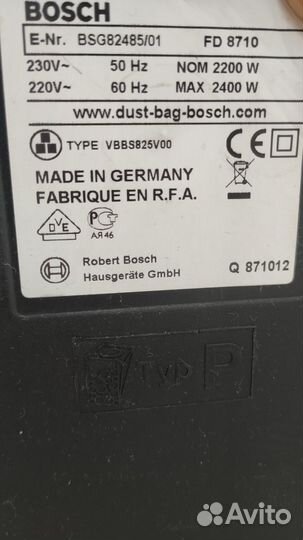 BOSCH
E-Nr. BSG82485/01 FD 8710
230V~ 50 Hz NOM 2200 W
220V~ 60 Hz MAX 2400 W
www.dust-bag-bosch.com
TYPE VBBS825V00
MADE IN GERMANY
FABRIQUE EN R.F.A.
DVE
АЯ46
Robert Bosch
Hausgeräte GmbH
Q 871012
Typ P
Avito